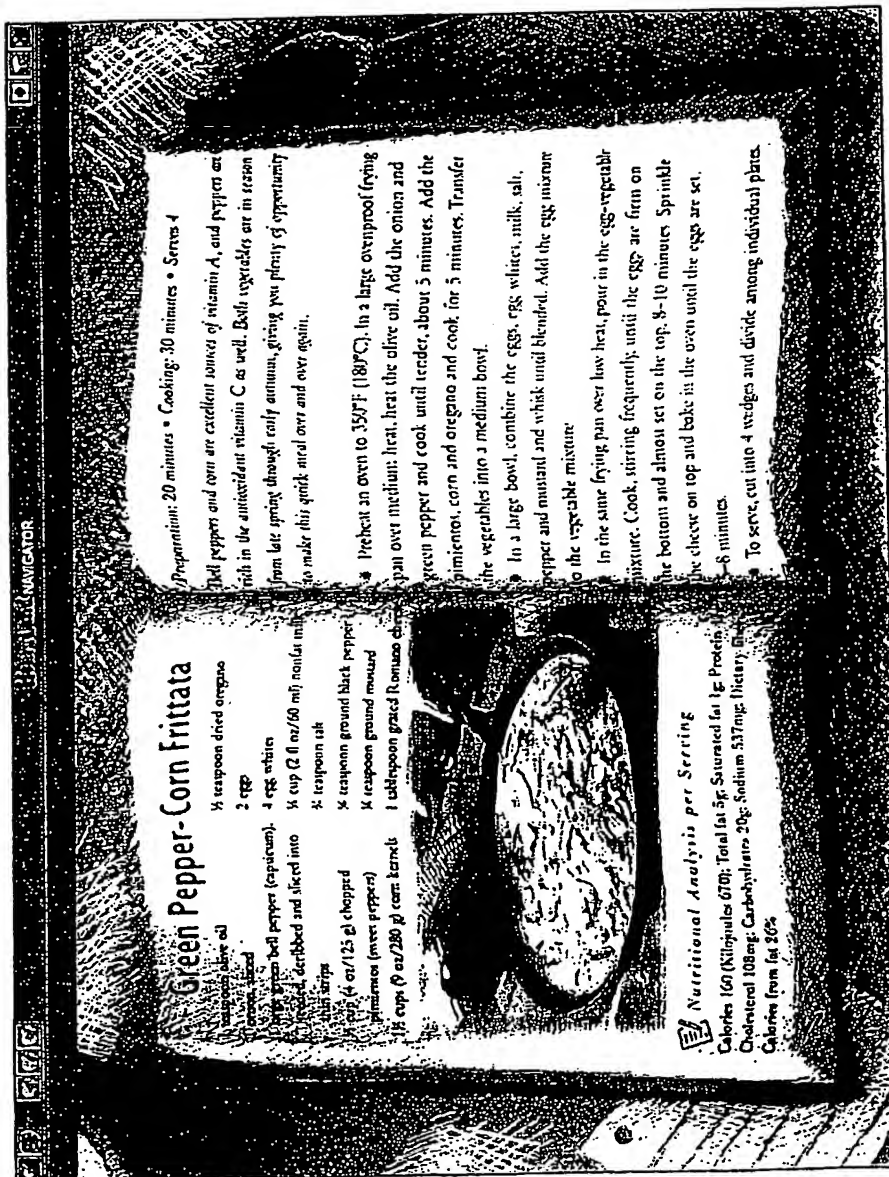 NAVIGATOR
Green Pepper-Corn Frittata
teaspoon olive oil
onion, sliced
large green bell pepper (capsicum),
seeded, deribbed and sliced into
thin strips
cup (4 oz/125 g) chopped
pimientos (sweet peppers)
1½ cups (9 oz/280 g) corn kernels
½ teaspoon dried oregano
2 eggs
4 egg whites
¼ cup (2 fl oz/60 ml) nonfat milk
teaspoon salt
teaspoon ground black pepper
teaspoon ground mustard
1 tablespoon grated Romano cheese
Nutritional Analysis per Serving
Calories 160 (Kilojoules 670); Total fat 5g; Saturated fat 1g; Protein
Cholesterol 108mg; Carbohydrates 20g; Sodium 537mg; Dietary
Calories from fat 26%
Preparation: 20 minutes • Cooking: 30 minutes • Serves 4
Bell peppers and corn are excellent sources of vitamin A, and peppers are
rich in the antioxidant vitamin C as well. Both vegetables are in season
from late spring through early autumn, giving you plenty of opportunity
to make this quick meal over and over again.
• Preheat an oven to 350°F (180°C). In a large ovenproof frying
pan over medium heat, heat the olive oil. Add the onion and
green pepper and cook until tender, about 5 minutes. Add the
pimientos, corn and oregano and cook for 5 minutes. Transfer
the vegetables into a medium bowl.
• In a large bowl, combine the eggs, egg whites, milk, salt,
pepper and mustard and whisk until blended. Add the egg mixture
to the vegetable mixture
• In the same frying pan over low heat, pour in the egg-vegetable
mixture. Cook, stirring frequently, until the eggs are firm on
the bottom and almost set on the top, 8-10 minutes Sprinkle
the cheese on top and bake in the oven until the eggs are set,
minutes.
• To serve, cut into 4 wedges and divide among individual plates.